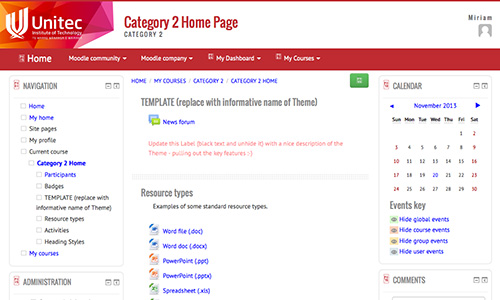 Unitec
Institute of Technology
Category 2 Home Page
CATEGORY 2
Miriam
Home
Moodle community
Moodle company
My Dashboard
My Courses
NAVIGATION
Home
My home
Site pages
My profile
Current course
Category 2 Home
Participants
Badges
TEMPLATE (replace with
informative name of Theme)
Resource types
Activities
Heading Styles
My courses
ADMINISTRATION
HOME / MY COURSES / CATEGORY 2 / CATEGORY 2 HOME
TEMPLATE (replace with informative name of Theme)
News forum
Update this Label (black text and unhide it) with a nice description of the
Theme - pulling out the key features :-)
Resource types
Examples of some standard resource types.
Word file (.doc)
Word doc (.docx)
PowerPoint (.ppt)
PowerPoint (.pptx)
Spreadsheet (.xls)
CALENDAR
November 2013
Sun Mon Tue Wed Thu Fri Sat
1 2
3 4 5 6 7 8 9
10 11 12 13 14 15 16
17 18 19 20 21 22 23
24 25 26 27 28 29 30
Events key
Hide global events
Hide course events
Hide group events
Hide user events
COMMENTS